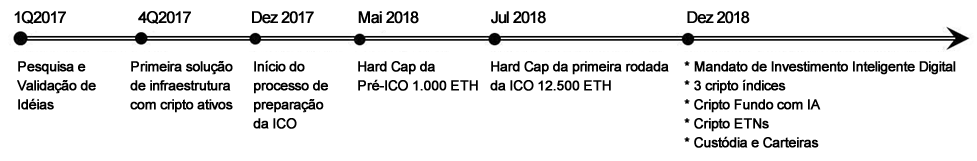 1Q2017
4Q2017
Dez 2017
Mai 2018
Jul 2018
Dez 2018
Pesquisa e
Validação de
Idéias
Primeira solução
de infraestrutura
com cripto ativos
Início do
processo de
preparação
da ICO
Hard Cap da
Pré-ICO 1.000 ETH
Hard Cap da primeira rodada
da ICO 12.500 ETH
* Mandato de Investimento Inteligente Digital
* 3 cripto índices
* Cripto Fundo com IA
* Cripto ETNs
* Custódia e Carteiras